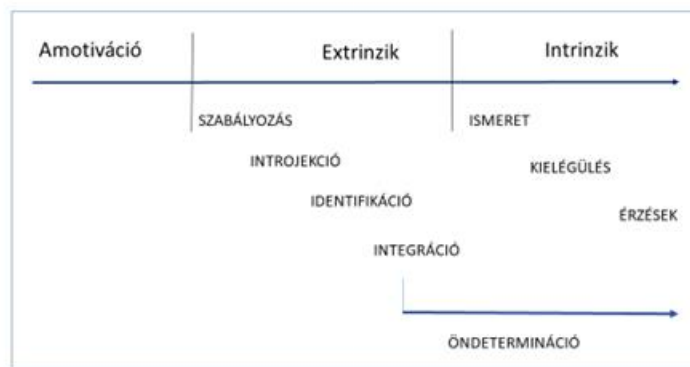 Amotiváció Extrinzik Intrinzik
SZABÁLYOZÁS ISMERET
INTROJEKCIÓ KIELÉGÜLÉS
IDENTIFIKÁCIÓ ÉRZÉSEK
INTEGRÁCIÓ
ÖNDETERMINÁCIÓ